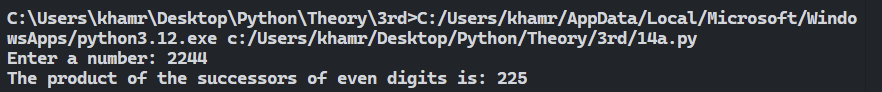 C:\Users\khamr\Desktop\Python\Theory\3rd>C:/Users/khamr/AppData/Local/Microsoft/Windo
wsApps/python3.12.exe c:/Users/khamr/Desktop/Python/Theory/3rd/14a.py
Enter a number: 2244
The product of the successors of even digits is: 225